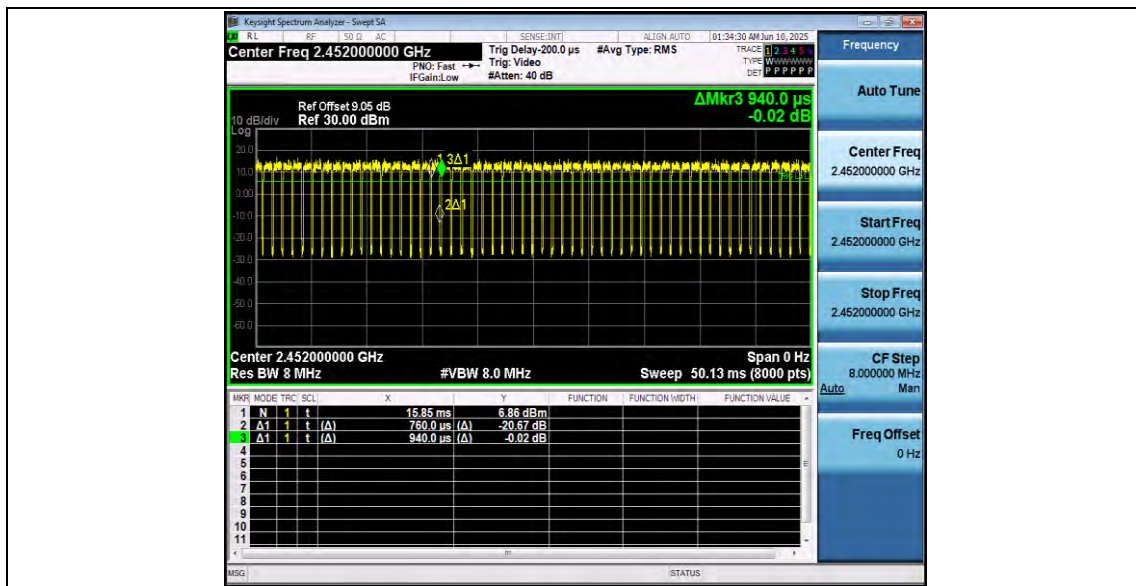 Keysight Spectrum Analyzer - Swept SA
RL RF 50 Ω AC SENSE:INT ALIGN AUTO 01:34:30 AM Jun 10, 2025
Center Freq 2.452000000 GHz
PNO: Fast
IFGain:Low
Trig Delay-200.0 µs
Trig: Video
#Atten: 40 dB
#Avg Type: RMS
TRACE 1 2 3 4 5 6
TYPE W
DET P P P P P P
ΔMkr3 940.0 µs
-0.02 dB
Ref Offset 9.05 dB
10 dB/div Ref 30.00 dBm
Log
20.0
10.0
0.00
-10.0
-20.0
-30.0
-40.0
-50.0
-60.0
1 3Δ1
2Δ1
Center 2.452000000 GHz Span 0 Hz
Res BW 8 MHz #VBW 8.0 MHz Sweep 50.13 ms (8000 pts)
MKR MODE TRC SCL X Y FUNCTION FUNCTION WIDTH FUNCTION VALUE
1 N 1 t 15.85 ms 6.86 dBm
2 Δ1 1 t (Δ) 760.0 µs (Δ) -20.67 dB
3 Δ1 1 t (Δ) 940.0 µs (Δ) -0.02 dB
4
5
6
7
8
9
10
11
MSG STATUS
Frequency
Auto Tune
Center Freq
2.452000000 GHz
Start Freq
2.452000000 GHz
Stop Freq
2.452000000 GHz
CF Step
8.000000 MHz
Auto Man
Freq Offset
0 Hz